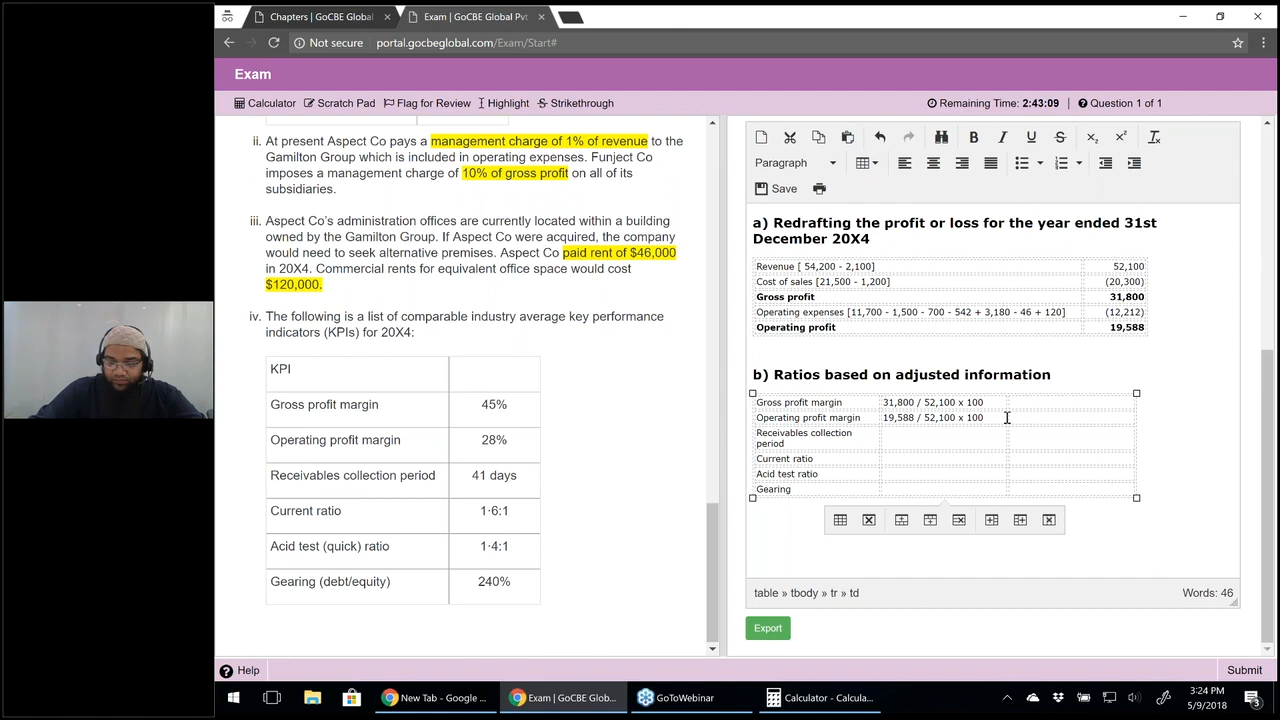 Chapters | GoCBE Global
Exam | GoCBE Global Pvt
Not secure
portal.gocbeglobal.com/Exam/Start#
Exam
Calculator
Scratch Pad
Flag for Review
Highlight
Strikethrough
Remaining Time: 2:43:09
Question 1 of 1
ii. At present Aspect Co pays a management charge of 1% of revenue to the
Gamilton Group which is included in operating expenses. Funject Co
imposes a management charge of 10% of gross profit on all of its
subsidiaries.
iii. Aspect Co's administration offices are currently located within a building
owned by the Gamilton Group. If Aspect Co were acquired, the company
would need to seek alternative premises. Aspect Co paid rent of $46,000
in 20X4. Commercial rents for equivalent office space would cost
$120,000.
iv. The following is a list of comparable industry average key performance
indicators (KPIs) for 20X4:
KPI
Gross profit margin 45%
Operating profit margin 28%
Receivables collection period 41 days
Current ratio 1·6:1
Acid test (quick) ratio 1·4:1
Gearing (debt/equity) 240%
Paragraph
Save
a) Redrafting the profit or loss for the year ended 31st
December 20X4
Revenue [ 54,200 - 2,100] 52,100
Cost of sales [21,500 - 1,200] (20,300)
Gross profit 31,800
Operating expenses [11,700 - 1,500 - 700 - 542 + 3,180 - 46 + 120] (12,212)
Operating profit 19,588
b) Ratios based on adjusted information
Gross profit margin 31,800 / 52,100 x 100
Operating profit margin 19,588 / 52,100 x 100
Receivables collection
period
Current ratio
Acid test ratio
Gearing
table » tbody » tr » td
Words: 46
Export
Help
Submit
New Tab - Google ...
Exam | GoCBE Glob...
GoToWebinar
Calculator - Calcula...
3:24 PM
5/9/2018
3